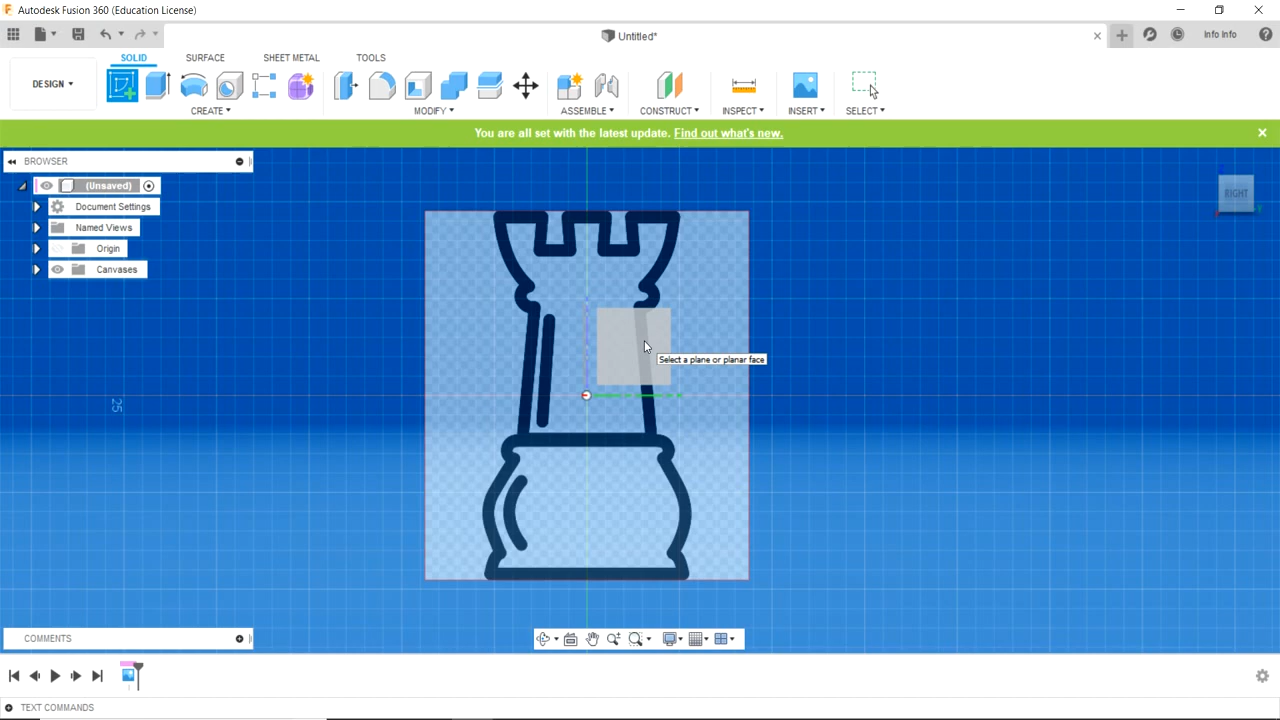 Autodesk Fusion 360 (Education License)
Untitled*
Info Info
DESIGN
SOLID SURFACE SHEET METAL TOOLS
CREATE MODIFY ASSEMBLE CONSTRUCT INSPECT INSERT SELECT
You are all set with the latest update. Find out what's new.
BROWSER
(Unsaved)
Document Settings
Named Views
Origin
Canvases
RIGHT
Select a plane or planar face
25
COMMENTS
TEXT COMMANDS